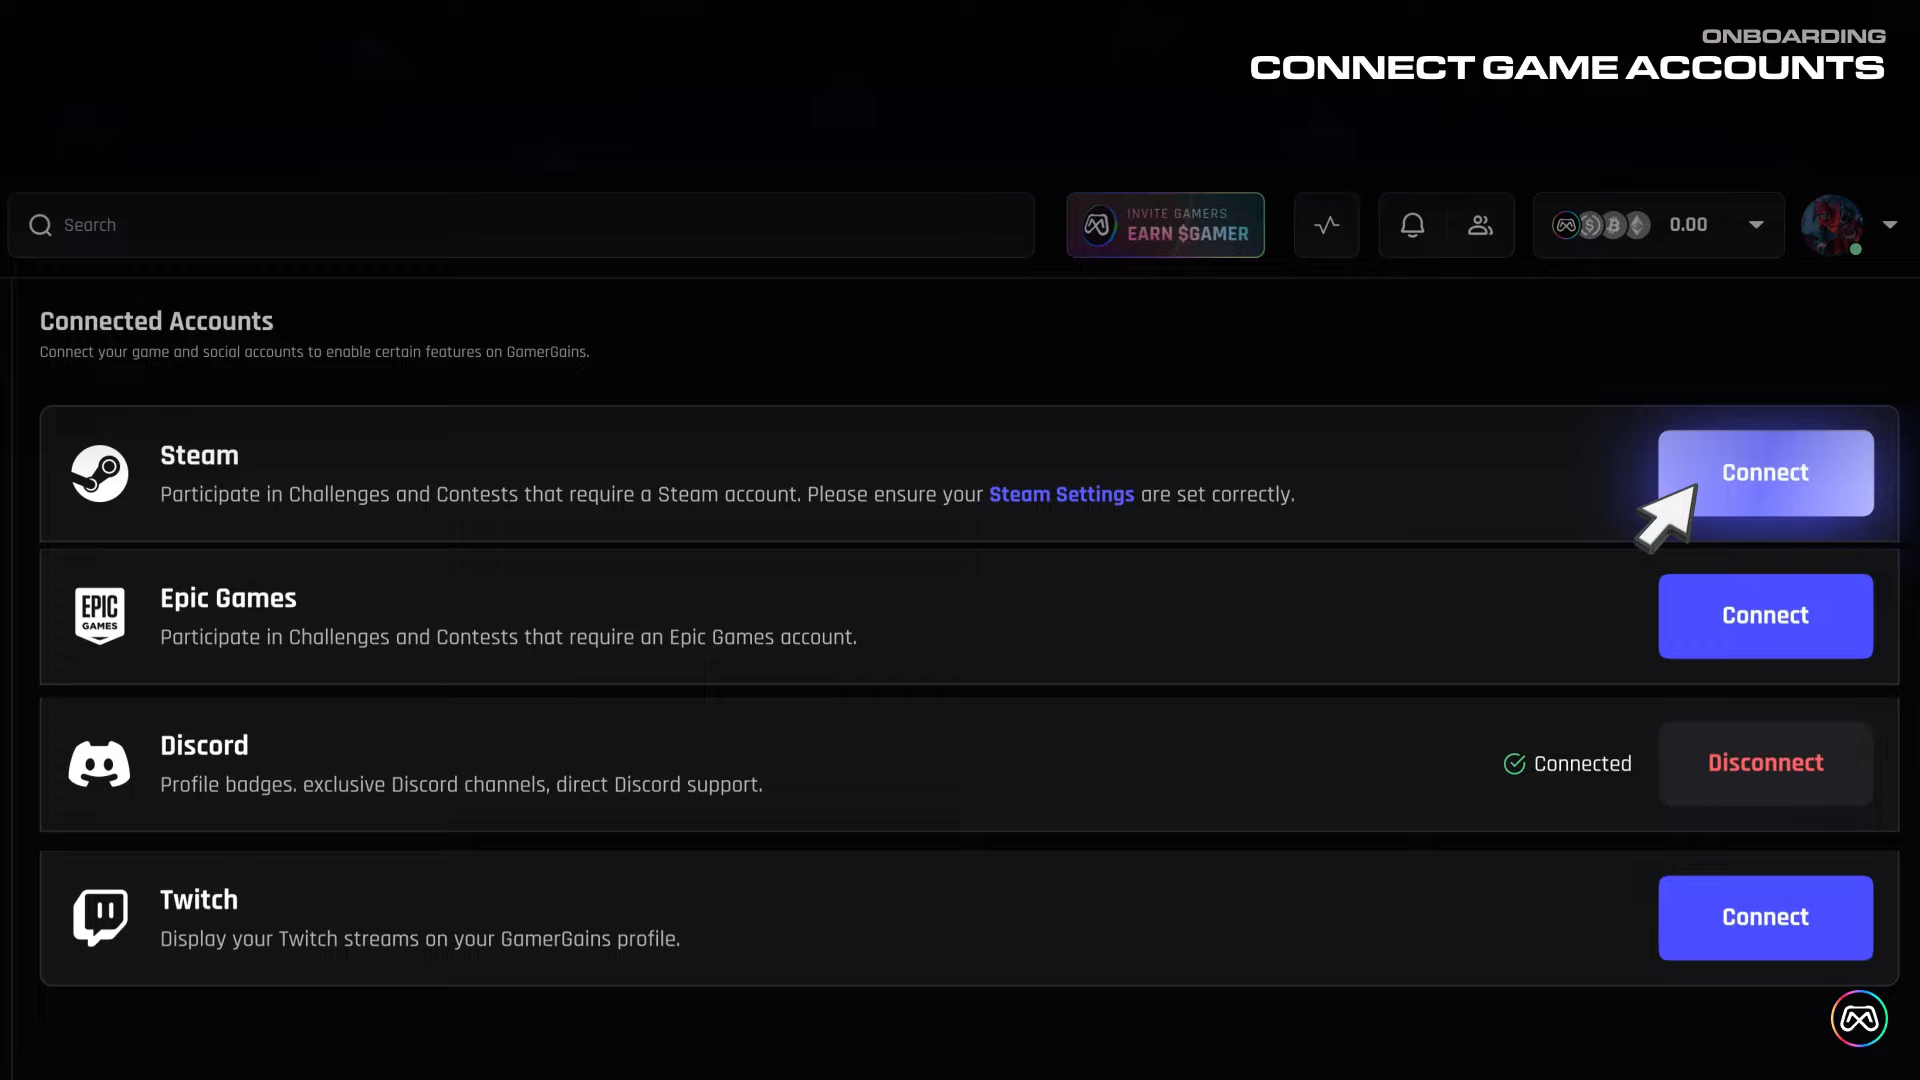 ONBOARDING
CONNECT GAME ACCOUNTS
Search
INVITE GAMERS
EARN $GAMER
0.00
Connected Accounts
Connect your game and social accounts to enable certain features on GamerGains.
Steam
Participate in Challenges and Contests that require a Steam account. Please ensure your Steam Settings are set correctly.
Connect
EPIC
GAMES
Epic Games
Participate in Challenges and Contests that require an Epic Games account.
Connect
Discord
Profile badges. exclusive Discord channels, direct Discord support.
Connected
Disconnect
Twitch
Display your Twitch streams on your GamerGains profile.
Connect